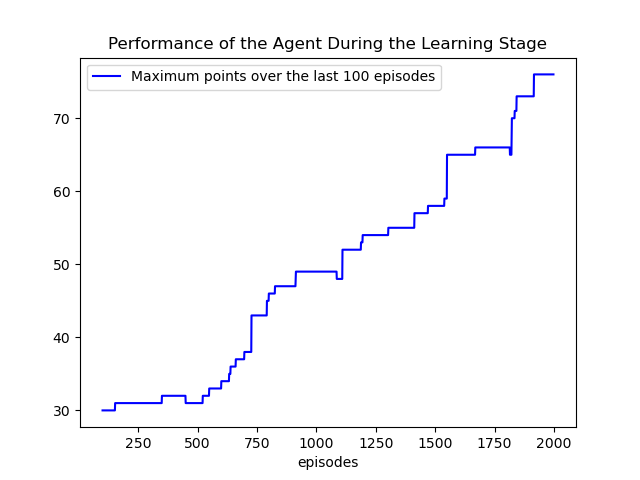 Performance of the Agent During the Learning Stage
Maximum points over the last 100 episodes
70
60
50
40
30
250 500 750 1000 1250 1500 1750 2000
episodes